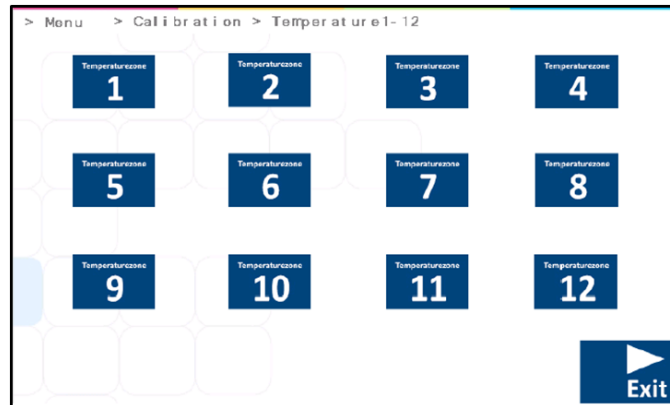 > Menu > Calibration > Temperature1-12
Temperaturezone
1
Temperaturezone
2
Temperaturezone
3
Temperaturezone
4
Temperaturezone
5
Temperaturezone
6
Temperaturezone
7
Temperaturezone
8
Temperaturezone
9
Temperaturezone
10
Temperaturezone
11
Temperaturezone
12
Exit